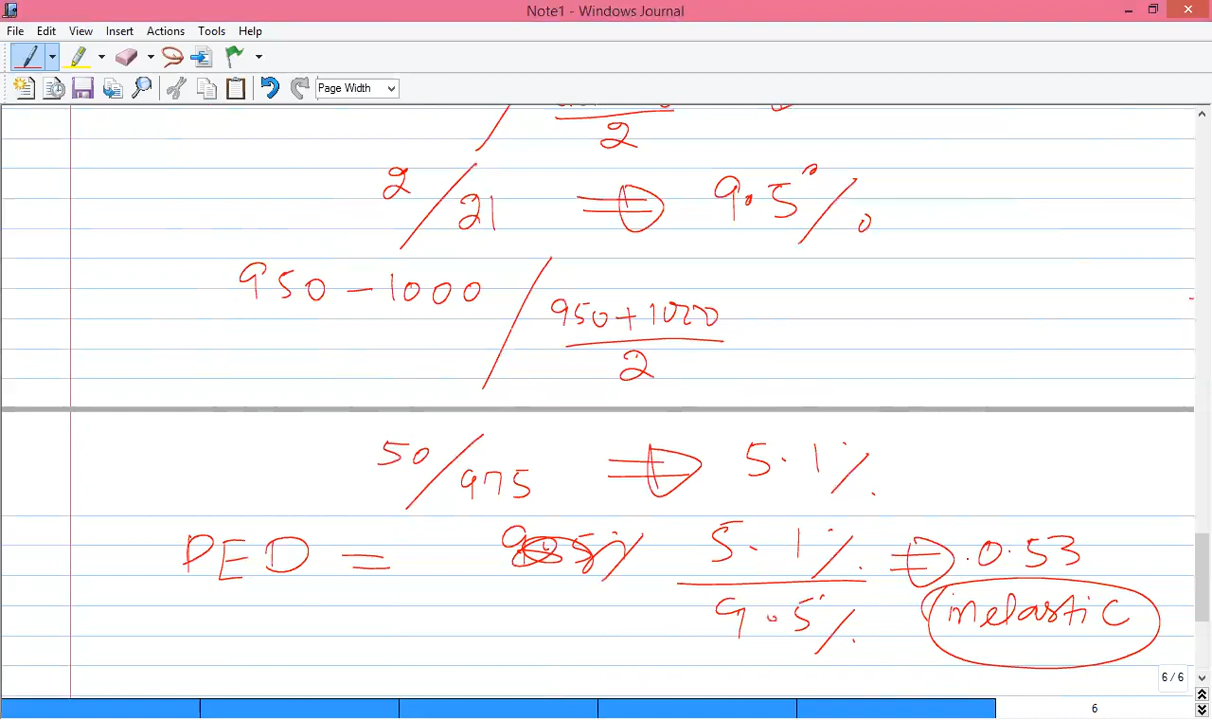 Note1 - Windows Journal
File Edit View Insert Actions Tools Help
Page Width
2
2/21 ⇒ 9.5%
950 - 1000 / 950+1000
2
50/975 ⇒ 5.1%
PED = 5.1% ⇒ 0.53
9.5% inelastic
6/6
6